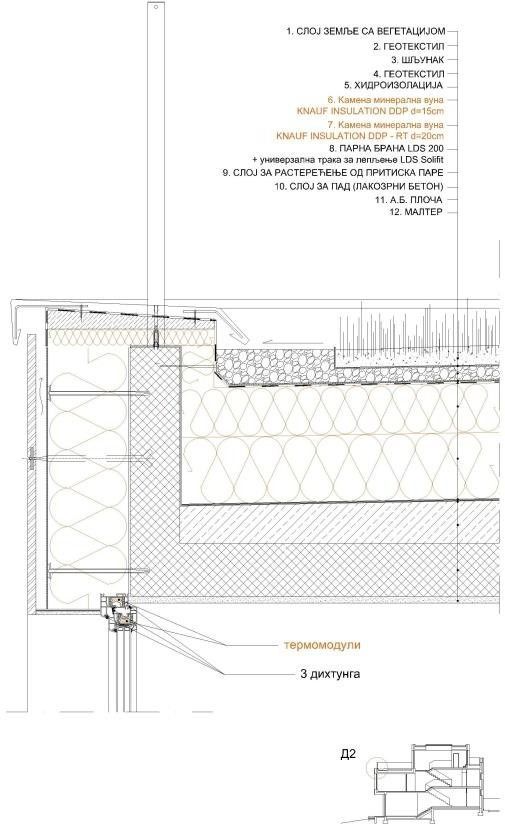 1. СЛОЈ ЗЕМЉЕ СА ВЕГЕТАЦИЈОМ
2. ГЕОТЕКСТИЛ
3. ШЉУНАК
4. ГЕОТЕКСТИЛ
5. ХИДРОИЗОЛАЦИЈА
6. Камена минерална вуна
KNAUF INSULATION DDP d=15cm
7. Камена минерална вуна
KNAUF INSULATION DDP - RT d=20cm
8. ПАРНА БРАНА LDS 200
+ универзална трака за лепљење LDS Solifit
9. СЛОЈ ЗА РАСТЕРЕЋЕЊЕ ОД ПРИТИСКА ПАРЕ
10. СЛОЈ ЗА ПАД (ЛАКОЗРНИ БЕТОН)
11. А.Б. ПЛОЧА
12. МАЛТЕР
термомодули
3 дихтунга
Д2